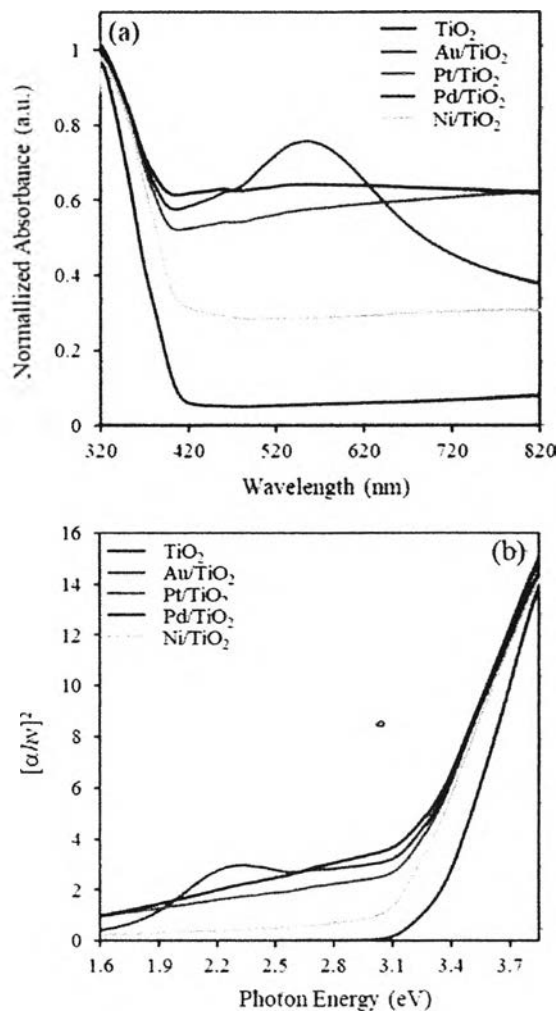 (a)
TiO₂
Au/TiO₂
Pt/TiO₂
Pd/TiO₂
Ni/TiO₂
Normallized Absorbance (a.u.)
1
0.8
0.6
0.4
0.2
0
320 420 520 620 720 820
Wavelength (nm)
(b)
TiO₂
Au/TiO₂
Pt/TiO₂
Pd/TiO₂
Ni/TiO₂
[αhν]²
16
14
12
10
8
6
4
2
0
1.6 1.9 2.2 2.5 2.8 3.1 3.4 3.7
Photon Energy (eV)